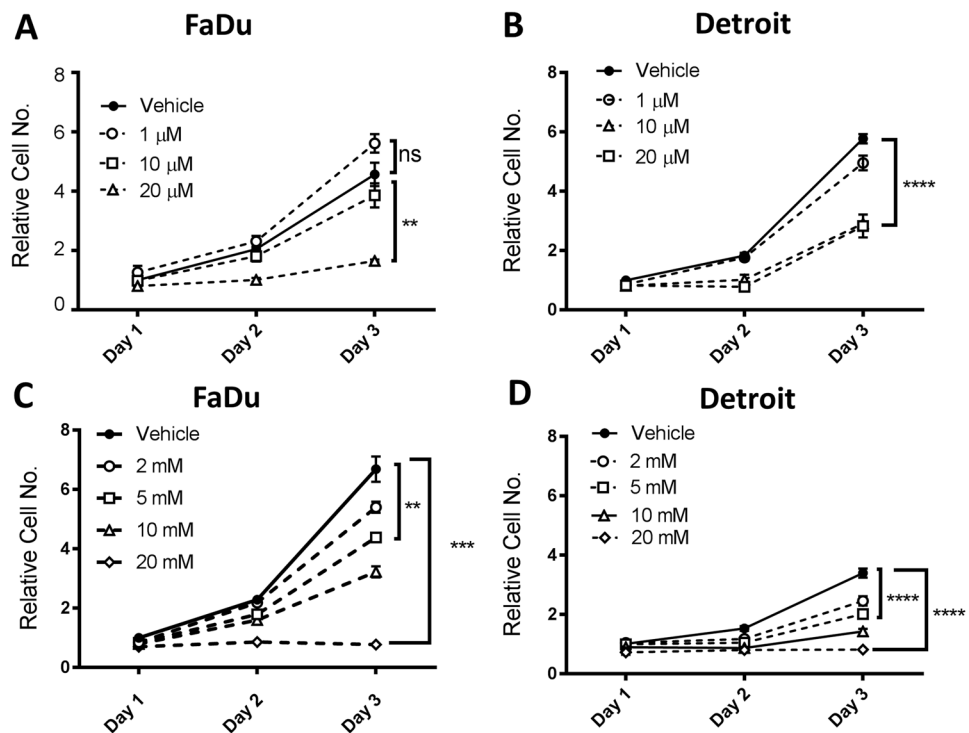 A
FaDu
Relative Cell No.
8
6
4
2
0
Vehicle
1 μM
10 μM
20 μM
ns
**
Day 1
Day 2
Day 3
B
Detroit
Relative Cell No.
8
6
4
2
0
Vehicle
1 μM
10 μM
20 μM
****
Day 1
Day 2
Day 3
C
FaDu
Relative Cell No.
8
6
4
2
0
Vehicle
2 mM
5 mM
10 mM
20 mM
**
***
Day 1
Day 2
Day 3
D
Detroit
Relative Cell No.
8
6
4
2
0
Vehicle
2 mM
5 mM
10 mM
20 mM
****
****
Day 1
Day 2
Day 3